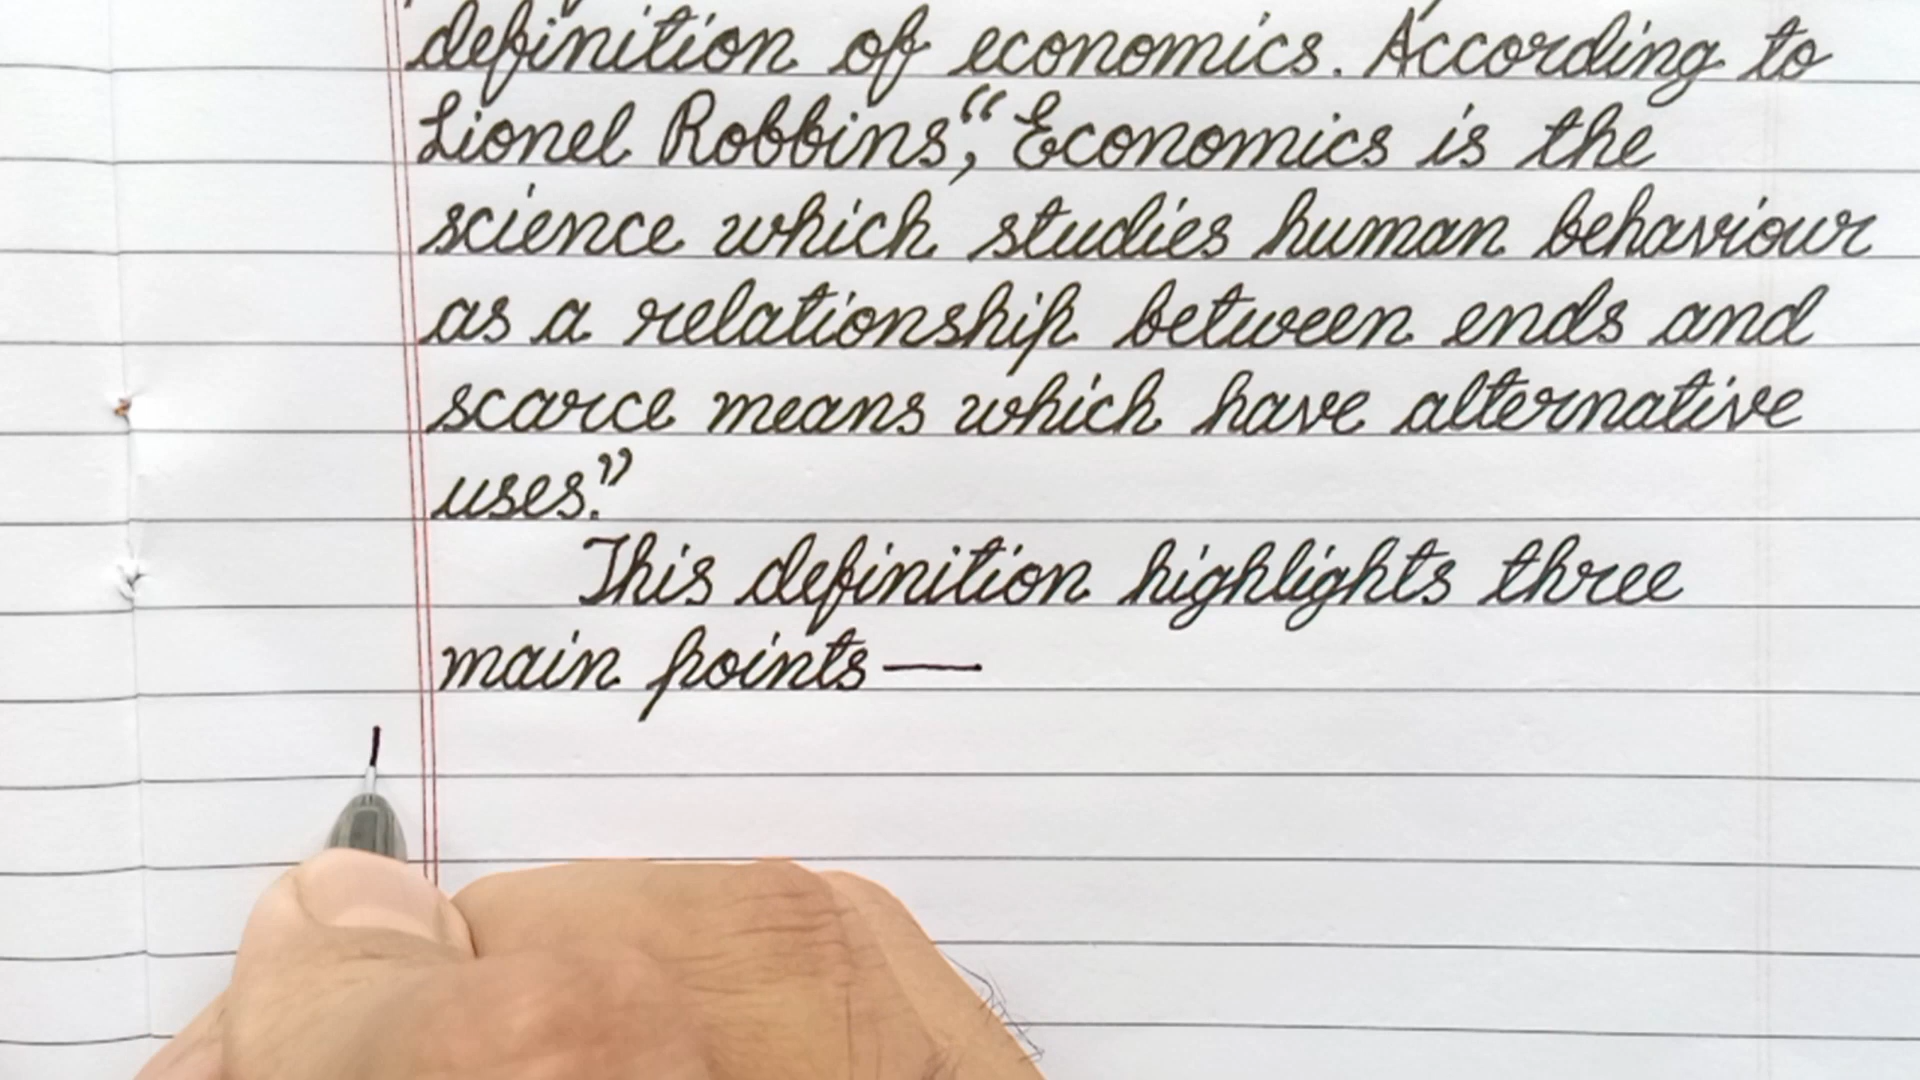 definition of economics. According to
Lionel Robbins, "Economics is the
science which studies human behaviour
as a relationship between ends and
scarce means which have alternative
uses."
This definition highlights three
main points —